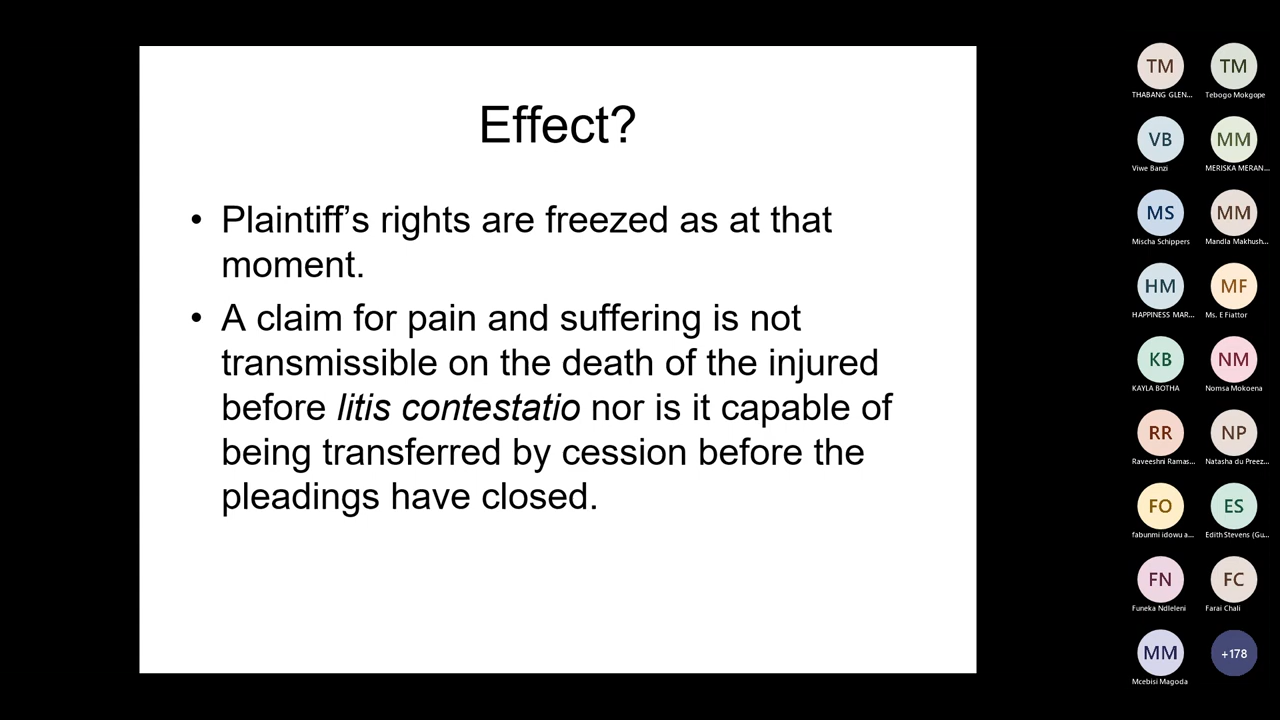 Effect?
• Plaintiff’s rights are freezed as at that
moment.
• A claim for pain and suffering is not
transmissible on the death of the injured
before litis contestatio nor is it capable of
being transferred by cession before the
pleadings have closed.
TM TM
THABANG GLEN... Tebogo Mokgope
VB MM
Viwe Banzi MERISKA MERAN...
MS MM
Mischa Schippers Mandla Makhush...
HM MF
HAPPINESS MAR... Ms. E Fiattor
KB NM
KAYLA BOTHA Nomsa Mokoena
RR NP
Raveeshni Ramas... Natasha du Preez...
FO ES
fabunmi idowu a... Edith Stevens (Gu...
FN FC
Funeka Ndleleni Farai Chali
MM +178
Mcebisi Magoda